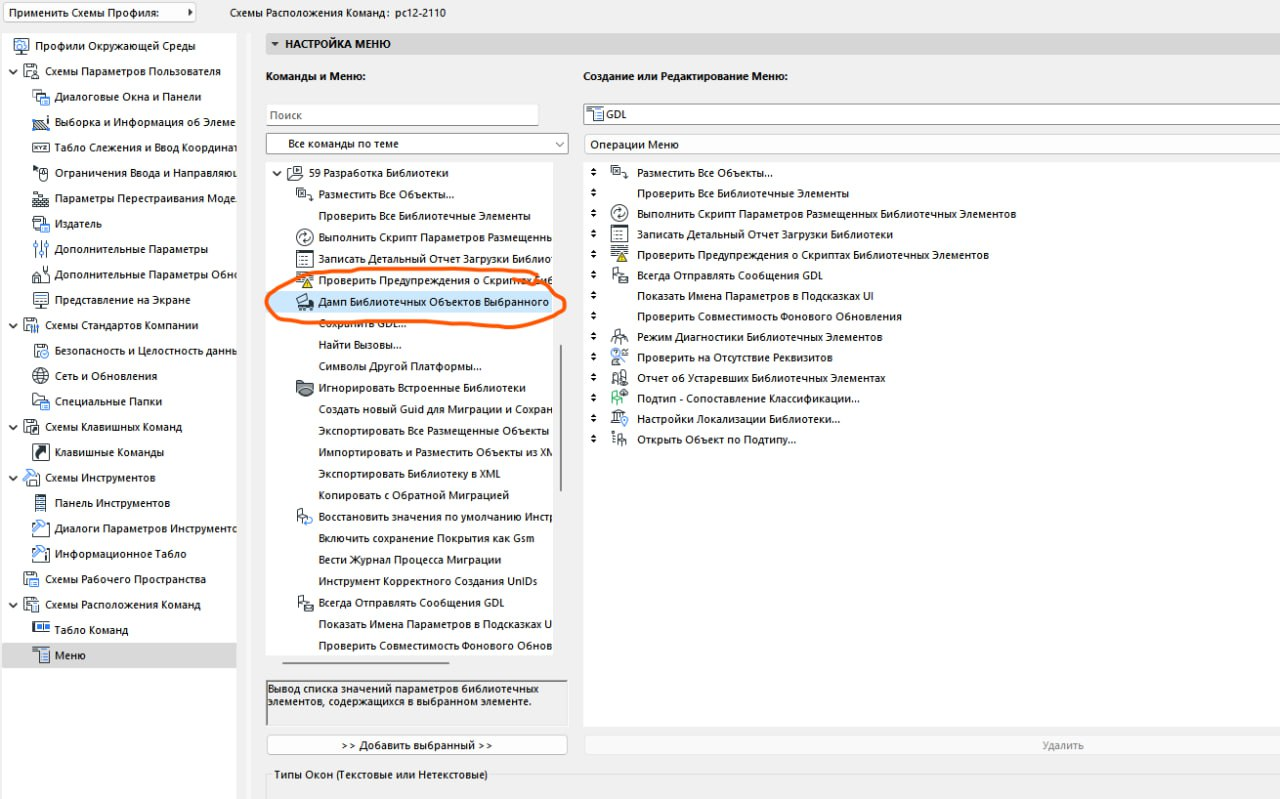 Применить Схемы Профиля:
Схемы Расположения Команд: pc12-2110
Профили Окружающей Среды
Схемы Параметров Пользователя
Диалоговые Окна и Панели
Выборка и Информация об Элеме
Табло Слежения и Ввод Координат
Ограничения Ввода и Направляющ
Параметры Перестраивания Моде
Издатель
Дополнительные Параметры
Дополнительные Параметры Обно
Представление на Экране
Схемы Стандартов Компании
Безопасность и Целостность даннь
Сеть и Обновления
Специальные Папки
Схемы Клавишных Команд
Клавишные Команды
Схемы Инструментов
Панель Инструментов
Диалоги Параметров Инструментс
Информационное Табло
Схемы Рабочего Пространства
Схемы Расположения Команд
Табло Команд
Меню
НАСТРОЙКА МЕНЮ
Команды и Меню:
Поиск
Все команды по теме
59 Разработка Библиотеки
Разместить Все Объекты...
Проверить Все Библиотечные Элементы
Выполнить Скрипт Параметров Размещеннь
Записать Детальный Отчет Загрузки Библио
Проверить Предупреждения о Скриптах Биб
Дамп Библиотечных Объектов Выбранного
Сохранить GDL...
Найти Вызовы...
Символы Другой Платформы...
Игнорировать Встроенные Библиотеки
Создать новый Guid для Миграции и Сохран
Экспортировать Все Размещенные Объекты
Импортировать и Разместить Объекты из XM
Экспортировать Библиотеку в XML
Копировать с Обратной Миграцией
Восстановить значения по умолчанию Инстр
Включить сохранение Покрытия как Gsm
Вести Журнал Процесса Миграции
Инструмент Корректного Создания UnIDs
Всегда Отправлять Сообщения GDL
Показать Имена Параметров в Подсказках U
Проверить Совместимость Фонового Обнов
Вывод списка значений параметров библиотечных
элементов, содержащихся в выбранном элементе.
>> Добавить выбранный >>
Типы Окон (Текстовые или Нетекстовые)
Создание или Редактирование Меню:
GDL
Операции Меню
Разместить Все Объекты...
Проверить Все Библиотечные Элементы
Выполнить Скрипт Параметров Размещенных Библиотечных Элементов
Записать Детальный Отчет Загрузки Библиотеки
Проверить Предупреждения о Скриптах Библиотечных Элементов
Всегда Отправлять Сообщения GDL
Показать Имена Параметров в Подсказках UI
Проверить Совместимость Фонового Обновления
Режим Диагностики Библиотечных Элементов
Проверить на Отсутствие Реквизитов
Отчет об Устаревших Библиотечных Элементах
Подтип - Сопоставление Классификации...
Настройки Локализации Библиотеки...
Открыть Объект по Подтипу...
Удалить